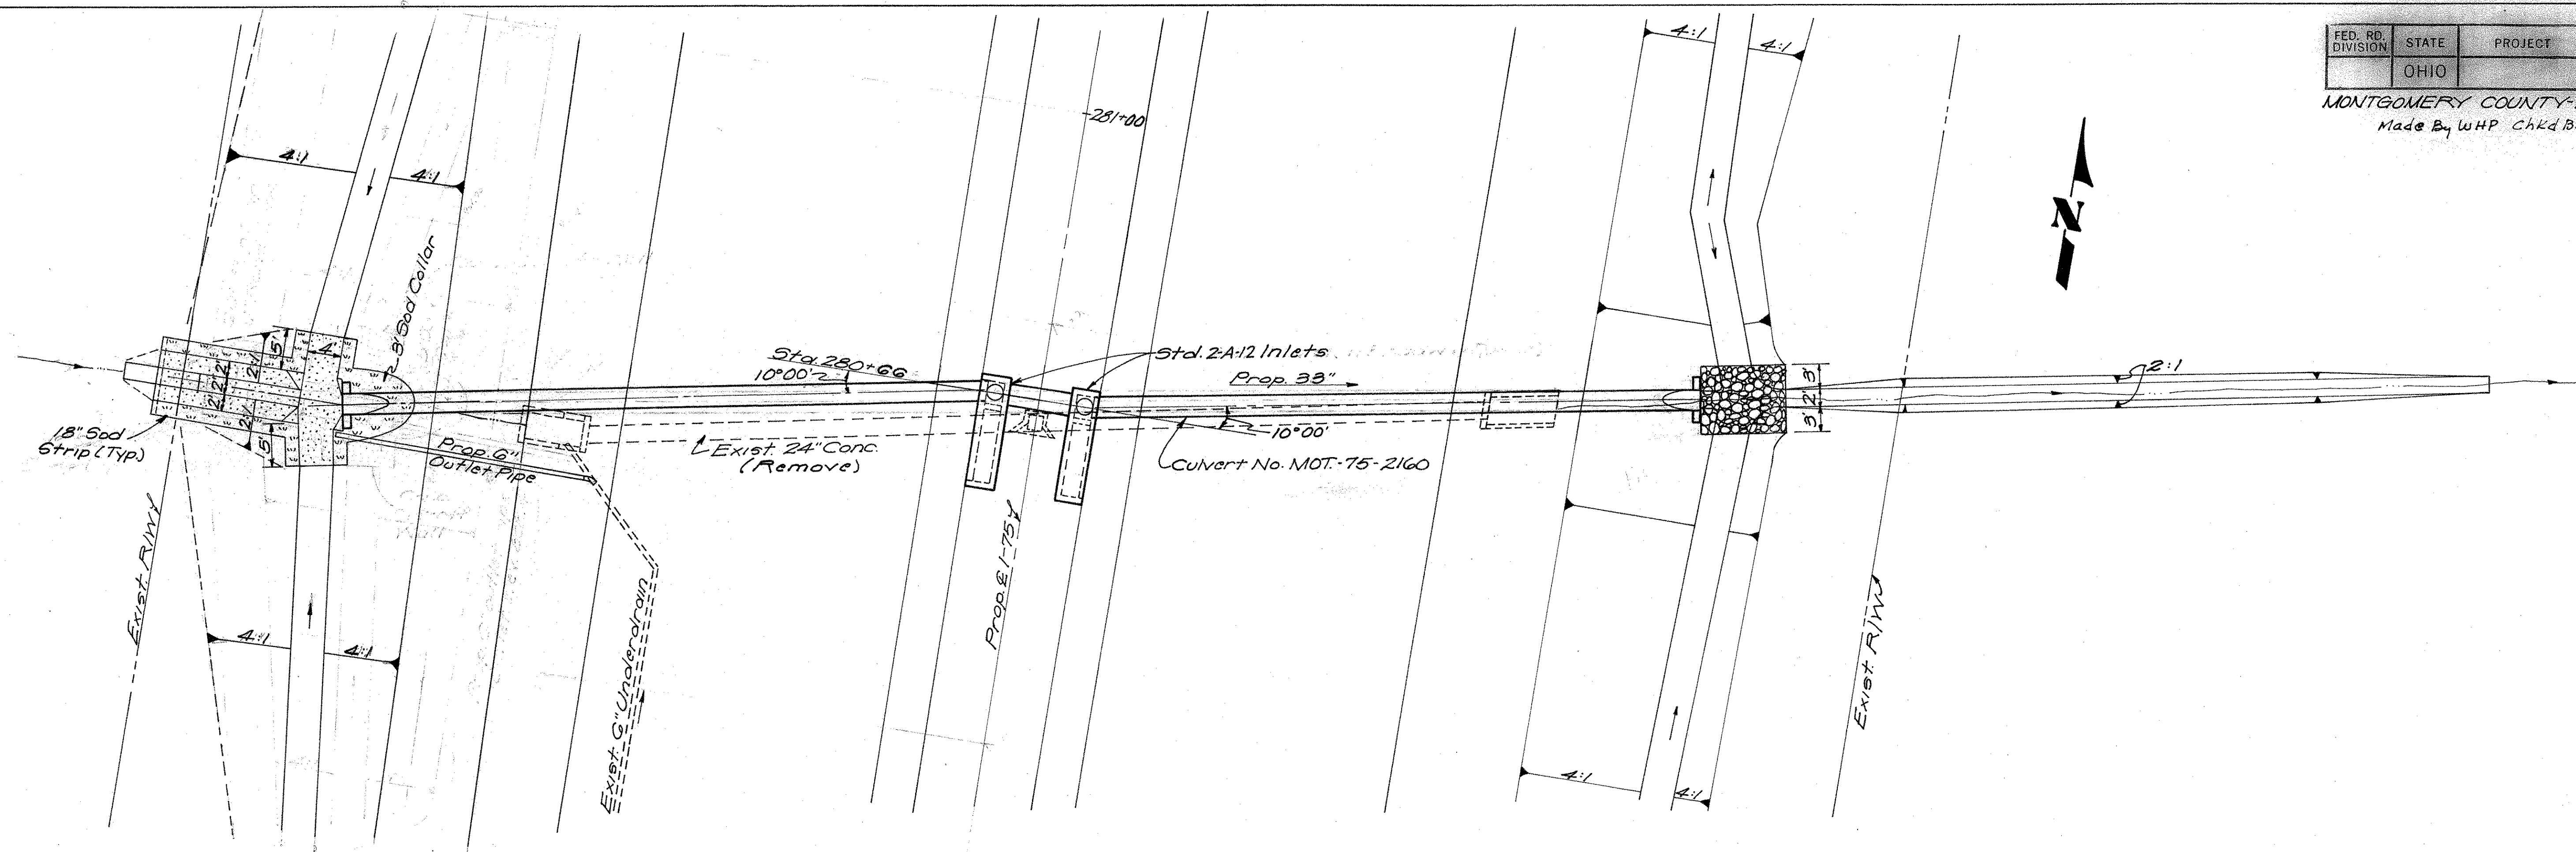 FED. RD.
DIVISION
STATE
PROJECT
OHIO
MONTGOMERY COUNTY-
Made By WHP Chkd B
4:1
4:1
281+00
4:1
4:1
N
3' Sod Collar
5'
4'
2:1
2' 2' 2'
2:1
5'
18" Sod
Strip (Typ.)
Sta. 280+66
10°00'
Std. 2-A-12 Inlets
Prop. 33"
10°00'
Culvert No. MOT.-75-2160
3'
2'
3'
2:1
Prop. 6"
Outlet Pipe
Exist. 24" Conc.
(Remove)
Exist. R/W
Prop. ℄ I-75
Exist. 6" Underdrain
Exist. R/W
4:1
4:1
4:1
4:1